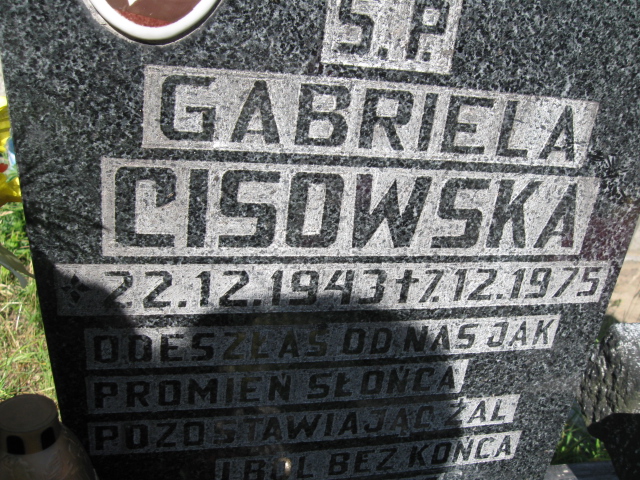 Ś.P.
GABRIELA
CISOWSKA
* 22.12.1943 † 7.12.1975
ODESZŁAŚ OD NAS JAK
PROMIEŃ SŁOŃCA
POZOSTAWIAJĄC ŻAL
I BÓL BEZ KOŃCA